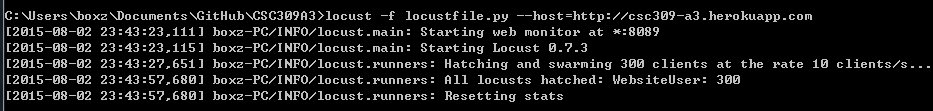 C:\Users\boxz\Documents\GitHub\CSC309A3>locust -f locustfile.py --host=http://csc309-a3.herokuapp.com
[2015-08-02 23:43:23,111] boxz-PC/INFO/locust.main: Starting web monitor at *:8089
[2015-08-02 23:43:23,115] boxz-PC/INFO/locust.main: Starting Locust 0.7.3
[2015-08-02 23:43:27,651] boxz-PC/INFO/locust.runners: Hatching and swarming 300 clients at the rate 10 clients/s...
[2015-08-02 23:43:57,680] boxz-PC/INFO/locust.runners: All locusts hatched: WebsiteUser: 300
[2015-08-02 23:43:57,680] boxz-PC/INFO/locust.runners: Resetting stats